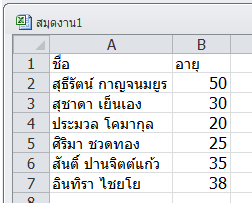 สมุดงาน1
A B
1 ชื่อ อายุ
2 สุธีรัตน์ กาญจนมยูร 50
3 สุชาดา เย็นเอง 30
4 ประมวล โคมากุล 20
5 ศิริมา ชวดทอง 25
6 สันติ์ ปานจิตต์แก้ว 35
7 อินทิรา ไชยโย 38
8